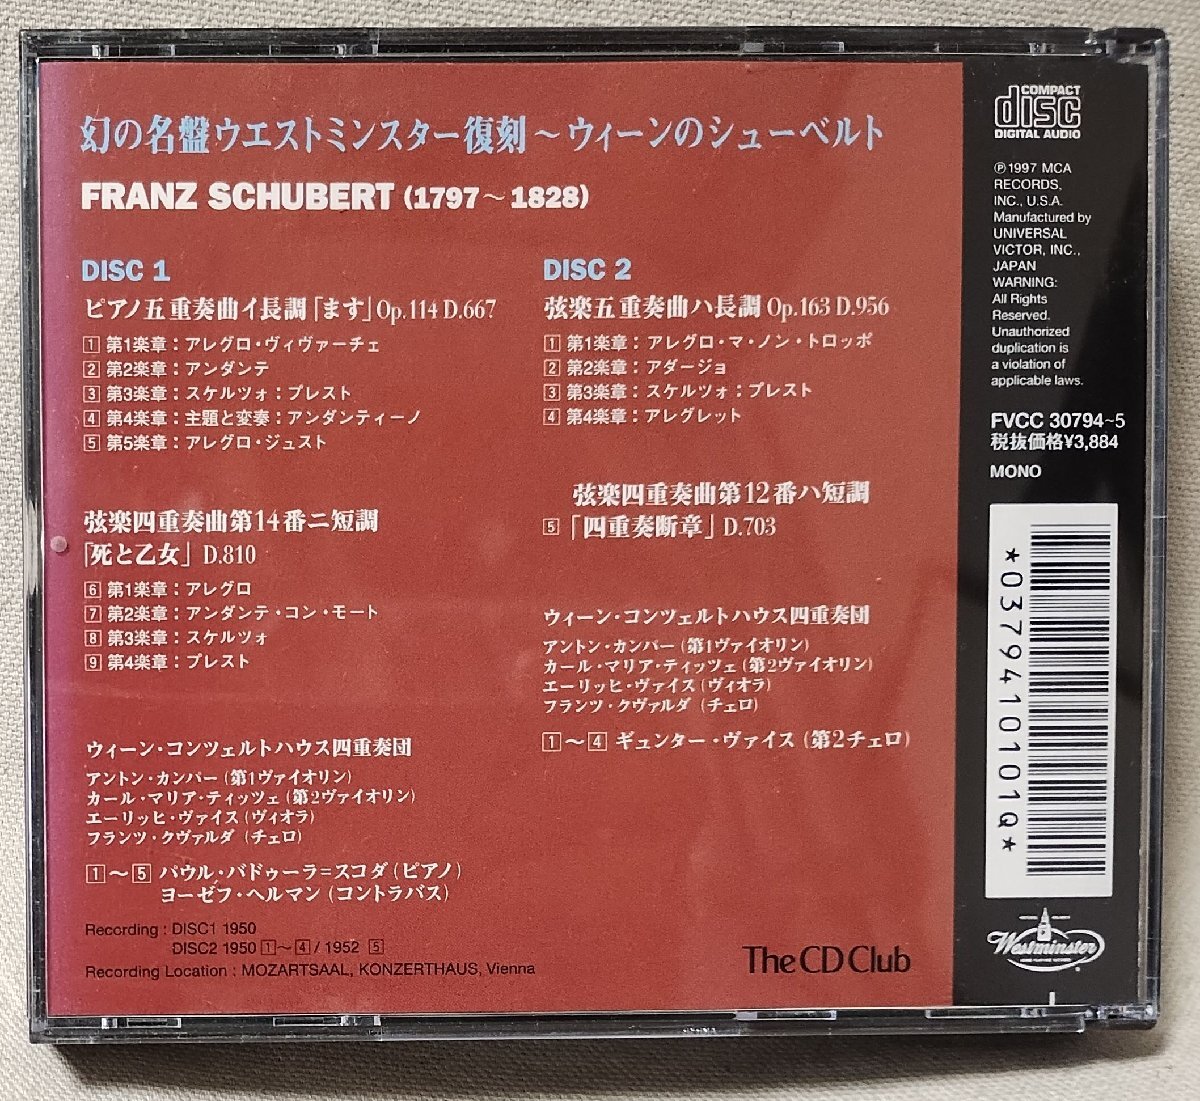 幻の名盤ウエストミンスター復刻～ウィーンのシューベルト
FRANZ SCHUBERT (1797～1828)
DISC 1
ピアノ五重奏曲イ長調「ます」Op.114 D.667
1 第1楽章：アレグロ・ヴィヴァーチェ
2 第2楽章：アンダンテ
3 第3楽章：スケルツォ：プレスト
4 第4楽章：主題と変奏：アンダンティーノ
5 第5楽章：アレグロ・ジュスト
弦楽四重奏曲第14番ニ短調
「死と乙女」D.810
6 第1楽章：アレグロ
7 第2楽章：アンダンテ・コン・モート
8 第3楽章：スケルツォ
9 第4楽章：プレスト
ウィーン・コンツェルトハウス四重奏団
アントン・カンパー（第1ヴァイオリン）
カール・マリア・ティッツェ（第2ヴァイオリン）
エーリッヒ・ヴァイス（ヴィオラ）
フランツ・クヴァルダ（チェロ）
1～5 パウル・バドゥーラ=スコダ（ピアノ）
ヨーゼフ・ヘルマン（コントラバス）
Recording : DISC1 1950
DISC2 1950 1～4 / 1952 5
Recording Location : MOZARTSAAL, KONZERTHAUS, Vienna
DISC 2
弦楽五重奏曲ハ長調 Op.163 D.956
1 第1楽章：アレグロ・マ・ノン・トロッポ
2 第2楽章：アダージョ
3 第3楽章：スケルツォ：プレスト
4 第4楽章：アレグレット
弦楽四重奏曲第12番ハ短調
5 「四重奏断章」D.703
ウィーン・コンツェルトハウス四重奏団
アントン・カンパー（第1ヴァイオリン）
カール・マリア・ティッツェ（第2ヴァイオリン）
エーリッヒ・ヴァイス（ヴィオラ）
フランツ・クヴァルダ（チェロ）
1～4 ギュンター・ヴァイス（第2チェロ）
The CD Club
COMPACT
disc
DIGITAL AUDIO
℗1997 MCA
RECORDS,
INC., U.S.A.
Manufactured by
UNIVERSAL
VICTOR, INC.,
JAPAN
WARNING:
All Rights
Reserved.
Unauthorized
duplication is
a violation of
applicable laws.
FVCC 30794~5
税抜価格¥3,884
MONO
*0379410101Q*
Westminster